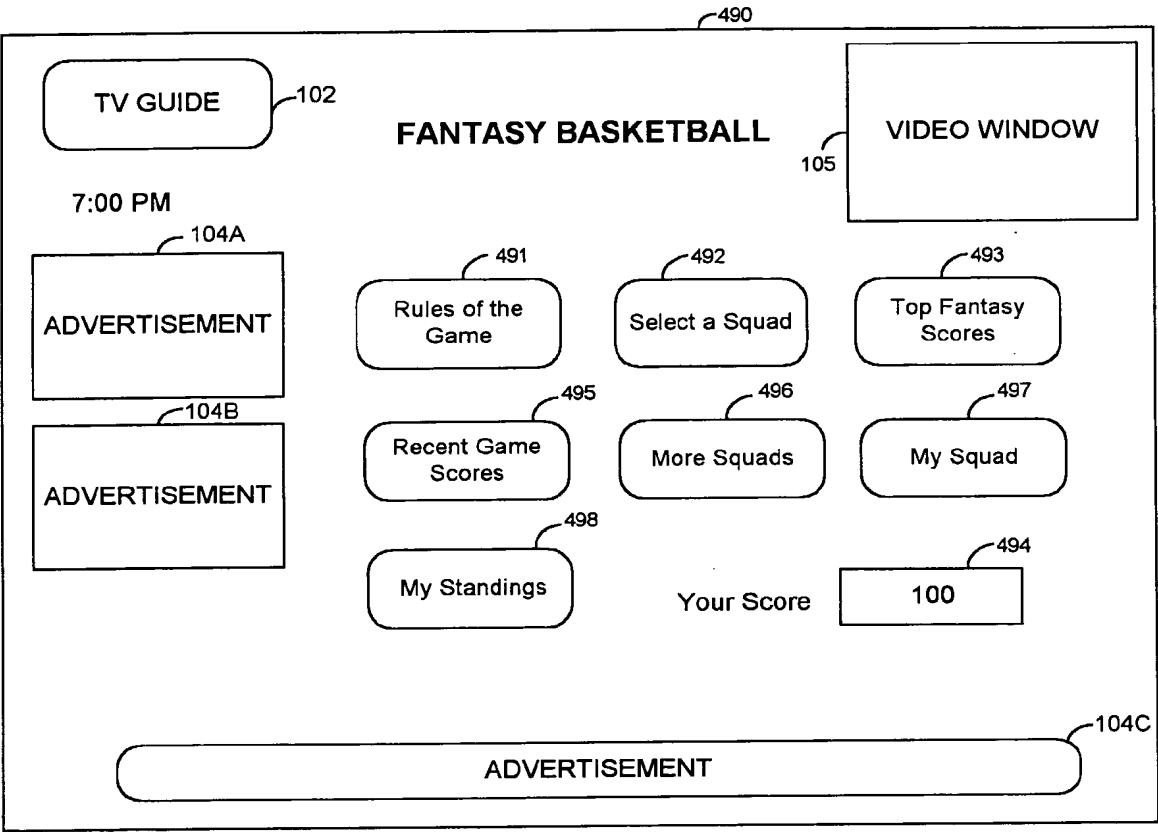 490
TV GUIDE
102
FANTASY BASKETBALL
VIDEO WINDOW
105
7:00 PM
104A
ADVERTISEMENT
104B
ADVERTISEMENT
491
Rules of the
Game
492
Select a Squad
493
Top Fantasy
Scores
495
Recent Game
Scores
496
More Squads
497
My Squad
498
My Standings
Your Score
494
100
104C
ADVERTISEMENT